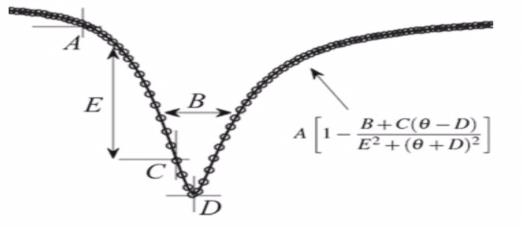 A
E
B
C
D
A [1 − B + C(θ − D) / E² + (θ + D)²]